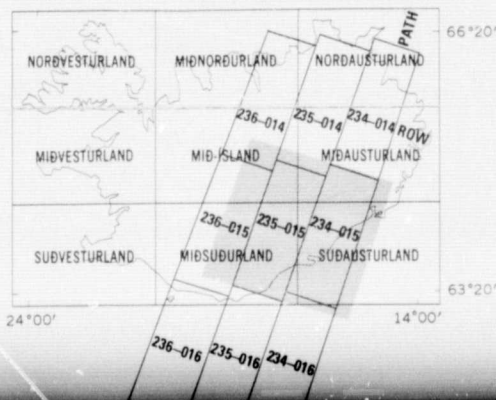 PATH
66°20'
NORÐVESTURLAND MIÐNORÐURLAND NORÐAUSTURLAND
236-014 235-014 234-014 ROW
MIÐVESTURLAND MIÐ-ÍSLAND MIÐAUSTURLAND
236-015 235-015 234-015
SUÐVESTURLAND MIÐSUÐURLAND SUÐAUSTURLAND
63°20'
24°00' 14°00'
236-016 235-016 234-016